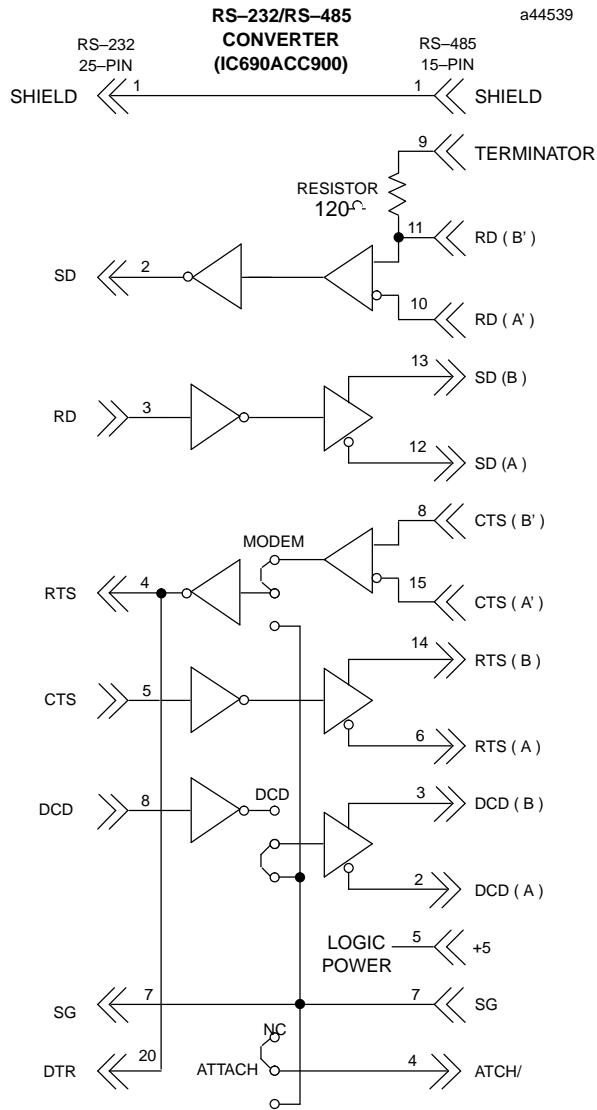 RS–232/RS–485
CONVERTER
(IC690ACC900)
a44539
RS–232
25–PIN
RS–485
15–PIN
SHIELD 1 1 SHIELD
9 TERMINATOR
RESISTOR
120Ω
11 RD ( B' )
SD 2
10 RD ( A' )
13 SD (B )
RD 3
12 SD (A )
8 CTS ( B' )
MODEM
RTS 4 15 CTS ( A' )
14 RTS ( B )
CTS 5
6 RTS ( A )
DCD 8 DCD 3 DCD ( B )
2 DCD ( A )
LOGIC
POWER
5 +5
SG 7 7 SG
NC
DTR 20 ATTACH 4 ATCH/